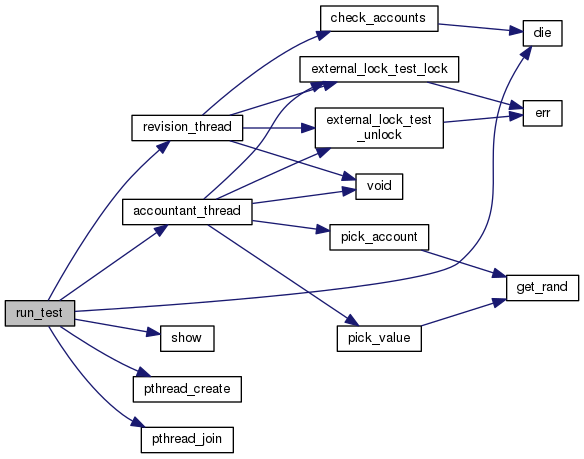 check_accounts
die
external_lock_test_lock
err
revision_thread
external_lock_test
_unlock
void
accountant_thread
pick_account
get_rand
run_test
show
pick_value
pthread_create
pthread_join